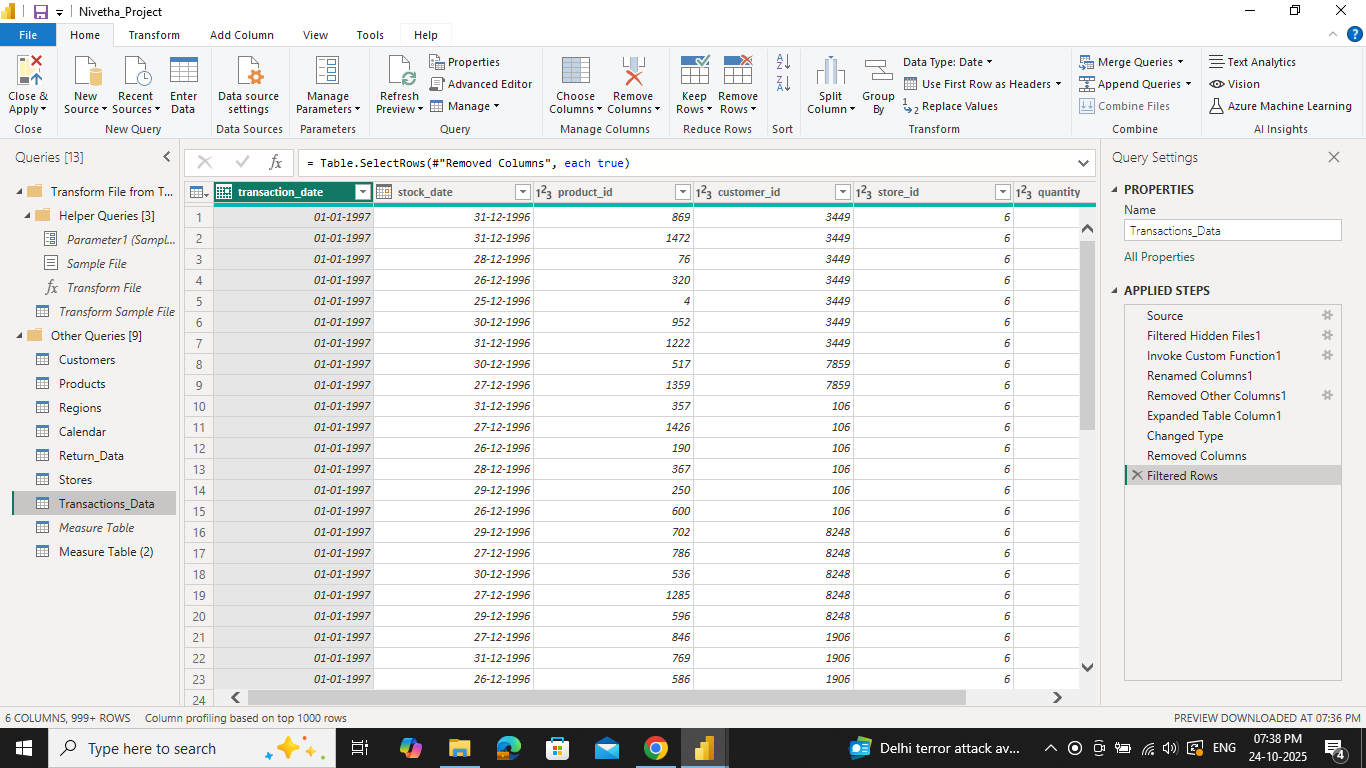 Nivetha_Project
File Home Transform Add Column View Tools Help
Close & Apply
Close
New Source
Recent Sources
Enter Data
New Query
Data source settings
Data Sources
Manage Parameters
Parameters
Refresh Preview
Properties
Advanced Editor
Manage
Query
Choose Columns
Remove Columns
Manage Columns
Keep Rows
Remove Rows
Reduce Rows
Sort
Split Column
Group By
Data Type: Date
Use First Row as Headers
Replace Values
Transform
Merge Queries
Append Queries
Combine Files
Combine
Text Analytics
Vision
Azure Machine Learning
AI Insights
Queries [13]
Transform File from T...
Helper Queries [3]
Parameter1 (Sampl...
Sample File
fx Transform File
Transform Sample File
Other Queries [9]
Customers
Products
Regions
Calendar
Return_Data
Stores
Transactions_Data
Measure Table
Measure Table (2)
fx = Table.SelectRows(#"Removed Columns", each true)
transaction_date stock_date 123 product_id 123 customer_id 123 store_id 123 quantity
1 01-01-1997 31-12-1996 869 3449 6
2 01-01-1997 31-12-1996 1472 3449 6
3 01-01-1997 28-12-1996 76 3449 6
4 01-01-1997 26-12-1996 320 3449 6
5 01-01-1997 25-12-1996 4 3449 6
6 01-01-1997 30-12-1996 952 3449 6
7 01-01-1997 31-12-1996 1222 3449 6
8 01-01-1997 30-12-1996 517 7859 6
9 01-01-1997 27-12-1996 1359 7859 6
10 01-01-1997 31-12-1996 357 106 6
11 01-01-1997 27-12-1996 1426 106 6
12 01-01-1997 26-12-1996 190 106 6
13 01-01-1997 28-12-1996 367 106 6
14 01-01-1997 29-12-1996 250 106 6
15 01-01-1997 26-12-1996 600 106 6
16 01-01-1997 29-12-1996 702 8248 6
17 01-01-1997 27-12-1996 786 8248 6
18 01-01-1997 30-12-1996 536 8248 6
19 01-01-1997 27-12-1996 1285 8248 6
20 01-01-1997 29-12-1996 596 8248 6
21 01-01-1997 27-12-1996 846 1906 6
22 01-01-1997 31-12-1996 769 1906 6
23 01-01-1997 26-12-1996 586 1906 6
24
Query Settings
PROPERTIES
Name
Transactions_Data
All Properties
APPLIED STEPS
Source
Filtered Hidden Files1
Invoke Custom Function1
Renamed Columns1
Removed Other Columns1
Expanded Table Column1
Changed Type
Removed Columns
Filtered Rows
6 COLUMNS, 999+ ROWS Column profiling based on top 1000 rows PREVIEW DOWNLOADED AT 07:36 PM
Type here to search
Delhi terror attack av...
ENG
07:38 PM
24-10-2025
4